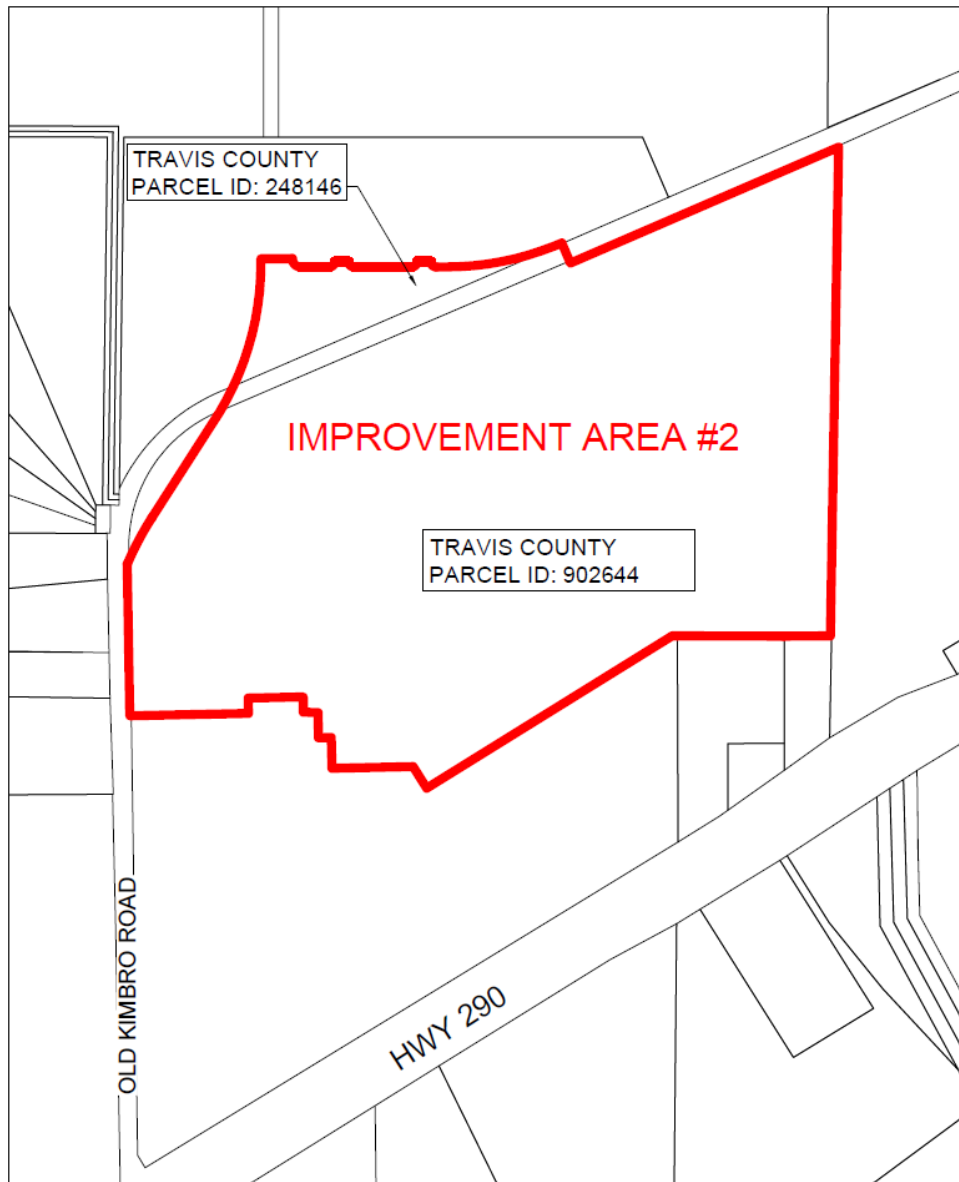 TRAVIS COUNTY
PARCEL ID: 248146
IMPROVEMENT AREA #2
TRAVIS COUNTY
PARCEL ID: 902644
OLD KIMBRO ROAD
HWY 290